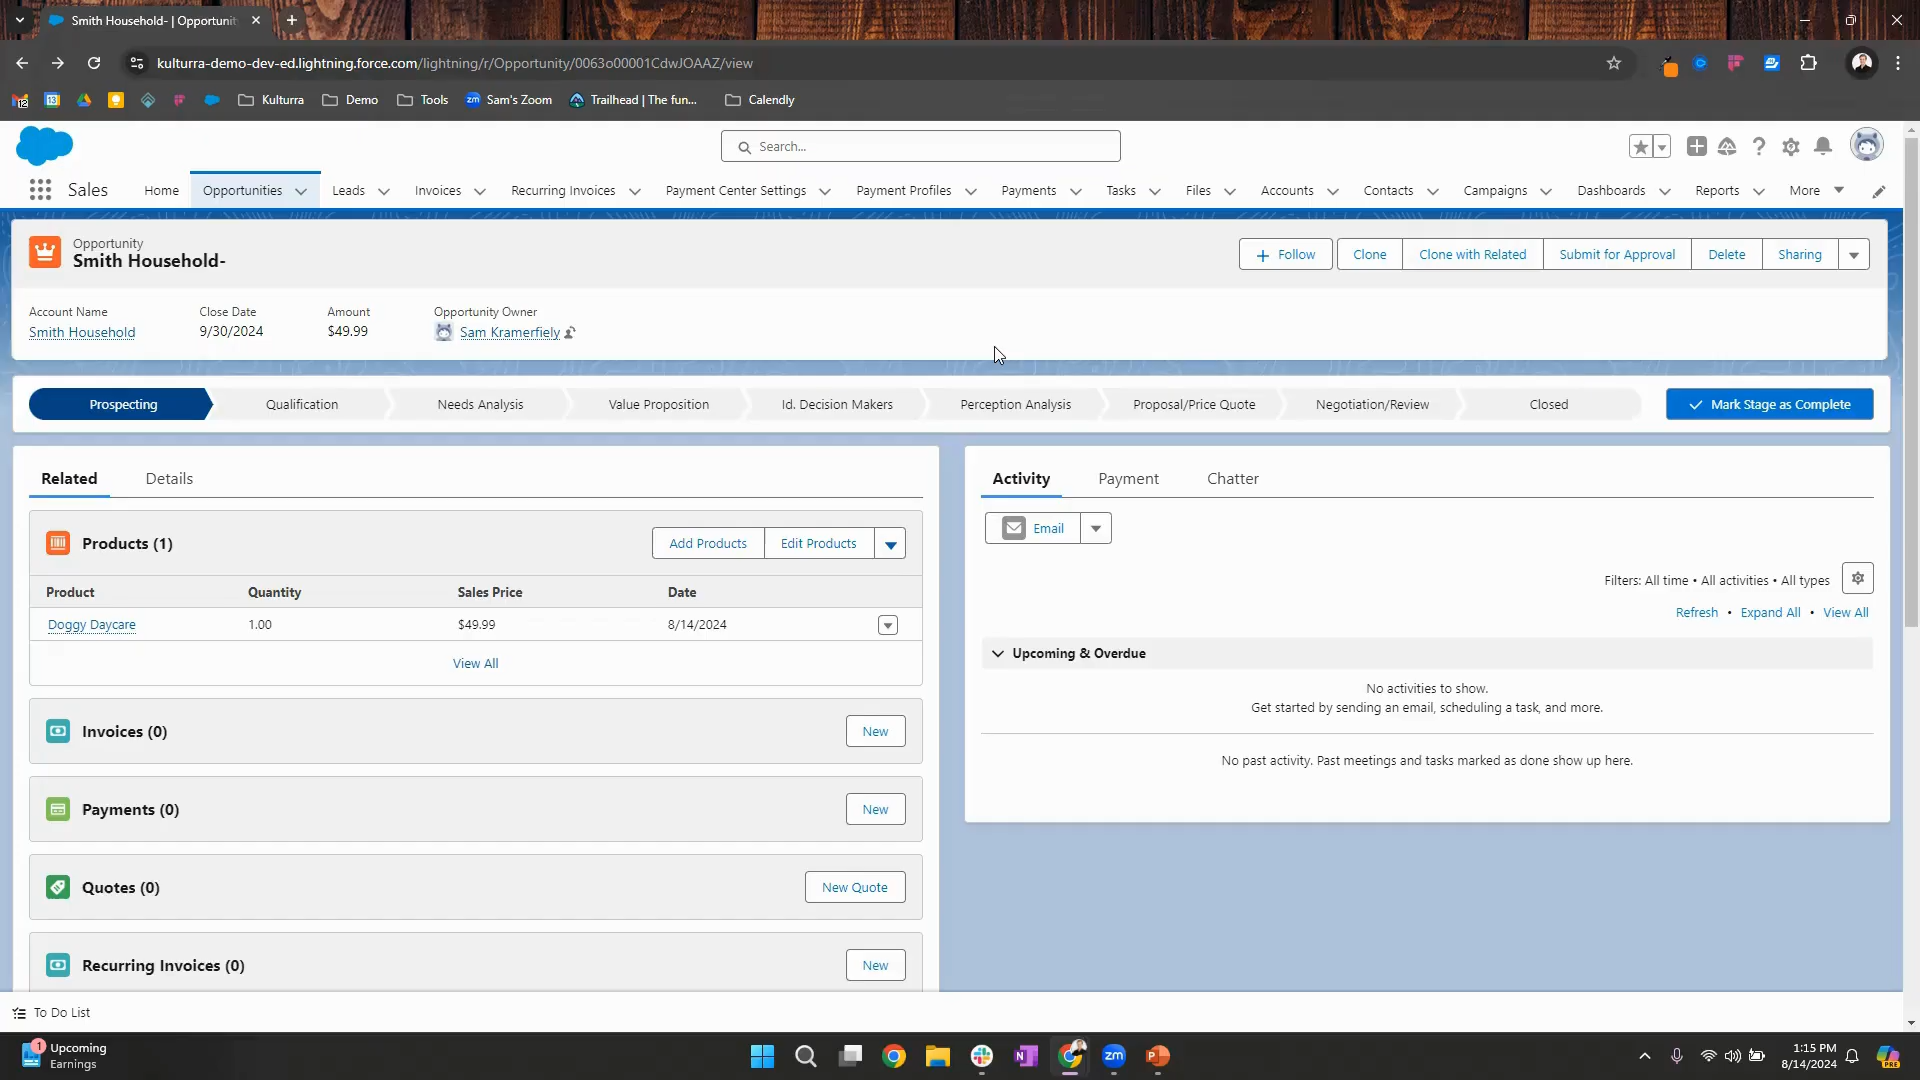 Smith Household- | Opportunit
kulturra-demo-dev-ed.lightning.force.com/lightning/r/Opportunity/0063o00001CdwJOAAZ/view
12 31 Kulturra Demo Tools zm Sam's Zoom Trailhead | The fun... Calendly
Search...
Sales Home Opportunities Leads Invoices Recurring Invoices Payment Center Settings Payment Profiles Payments Tasks Files Accounts Contacts Campaigns Dashboards Reports More
Opportunity
Smith Household-
Follow Clone Clone with Related Submit for Approval Delete Sharing
Account Name Close Date Amount Opportunity Owner
Smith Household 9/30/2024 $49.99 Sam Kramerfiely
Prospecting Qualification Needs Analysis Value Proposition Id. Decision Makers Perception Analysis Proposal/Price Quote Negotiation/Review Closed Mark Stage as Complete
Related Details
Products (1) Add Products Edit Products
Product Quantity Sales Price Date
Doggy Daycare 1.00 $49.99 8/14/2024
View All
Invoices (0) New
Payments (0) New
Quotes (0) New Quote
Recurring Invoices (0) New
Activity Payment Chatter
Email
Filters: All time • All activities • All types
Refresh • Expand All • View All
Upcoming & Overdue
No activities to show.
Get started by sending an email, scheduling a task, and more.
No past activity. Past meetings and tasks marked as done show up here.
To Do List
1 Upcoming
Earnings
N zm P
1:15 PM
8/14/2024
PRE